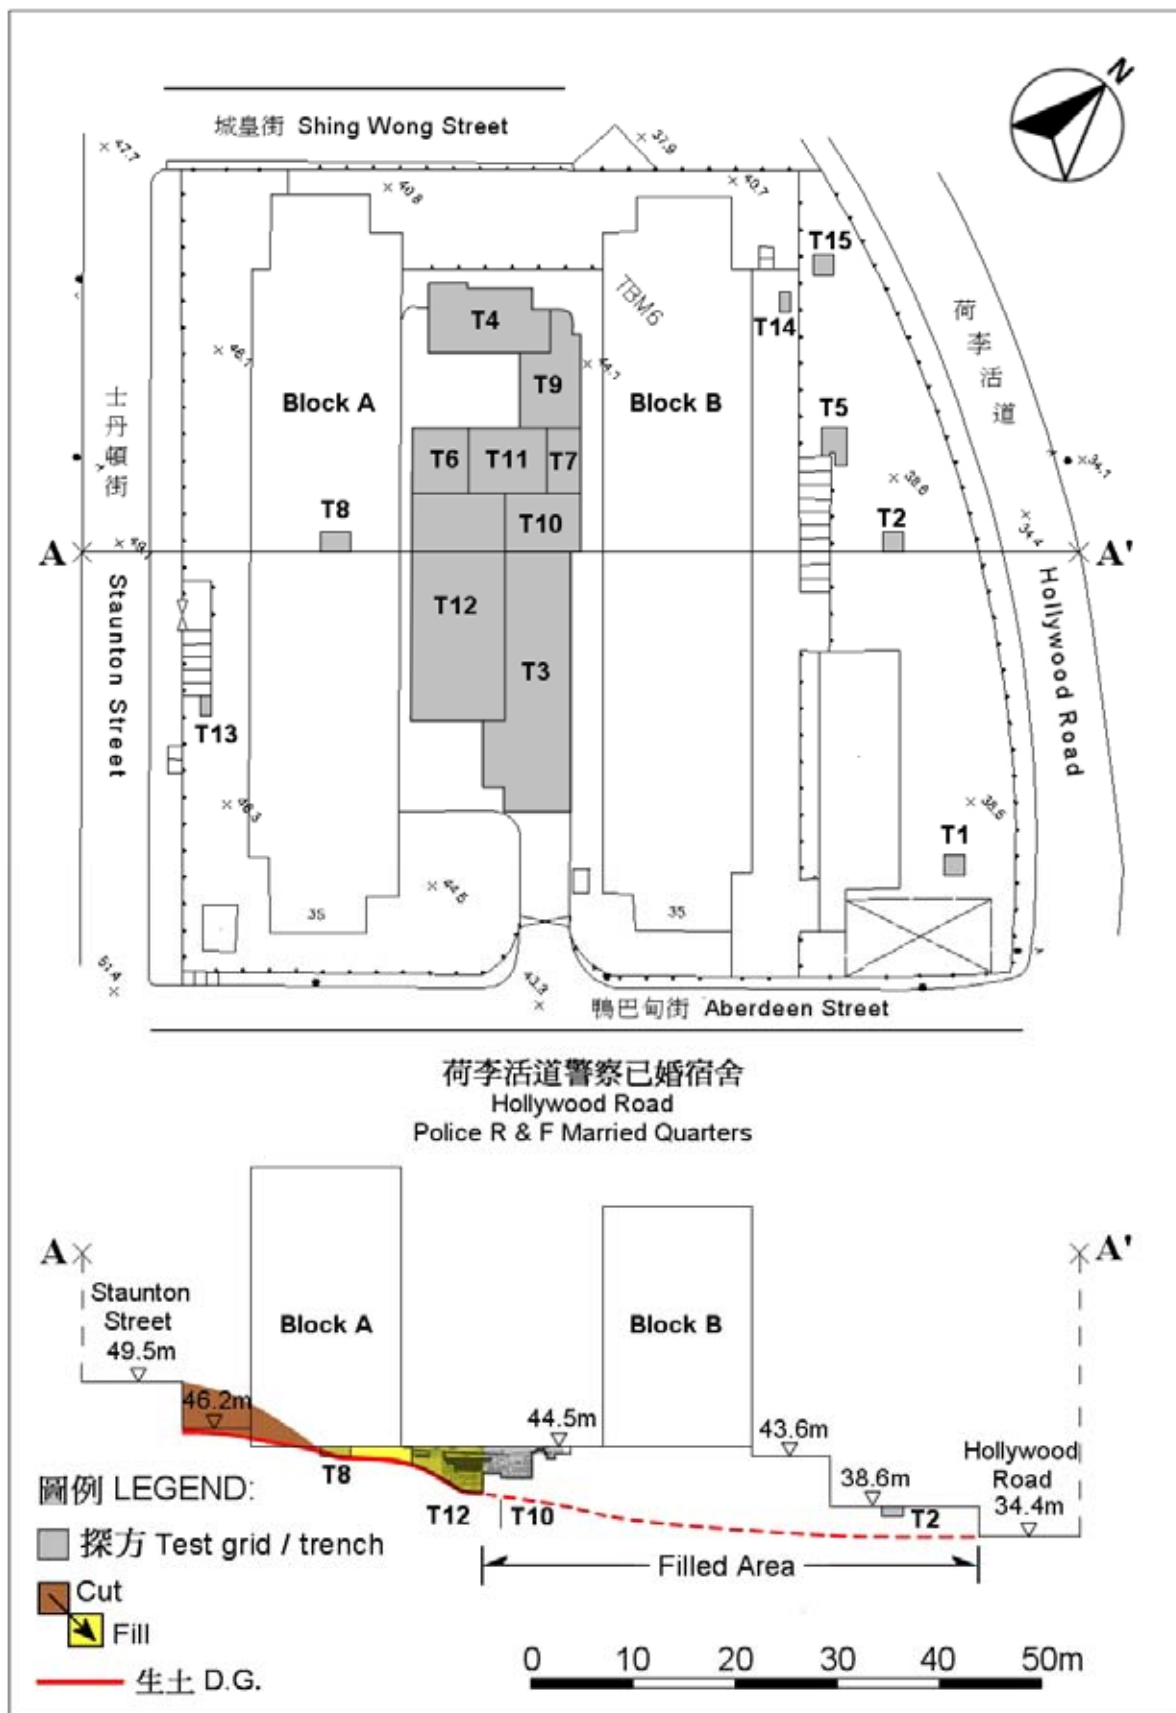 N
城皇街 Shing Wong Street
47.7
37.9
40.8
40.7
T15
TBM6
T4
T14
荷李活道
46.1
44.1
T9
士丹頓街
Block A
Block B
T5
T6
T11
T7
34.1
38.6
T8
T10
T2
34.4
A
A'
Staunton Street
T12
T3
Hollywood Road
T13
46.3
38.5
T1
44.5
35
35
51.4
43.3
鴨巴甸街 Aberdeen Street
荷李活道警察已婚宿舍
Hollywood Road
Police R & F Married Quarters
A
A'
Staunton
Street
49.5m
Block A
Block B
46.2m
44.5m
43.6m
Hollywood
Road
34.4m
38.6m
T8
T12
T10
T2
Filled Area
圖例 LEGEND:
探方 Test grid / trench
Cut
Fill
生土 D.G.
0 10 20 30 40 50m